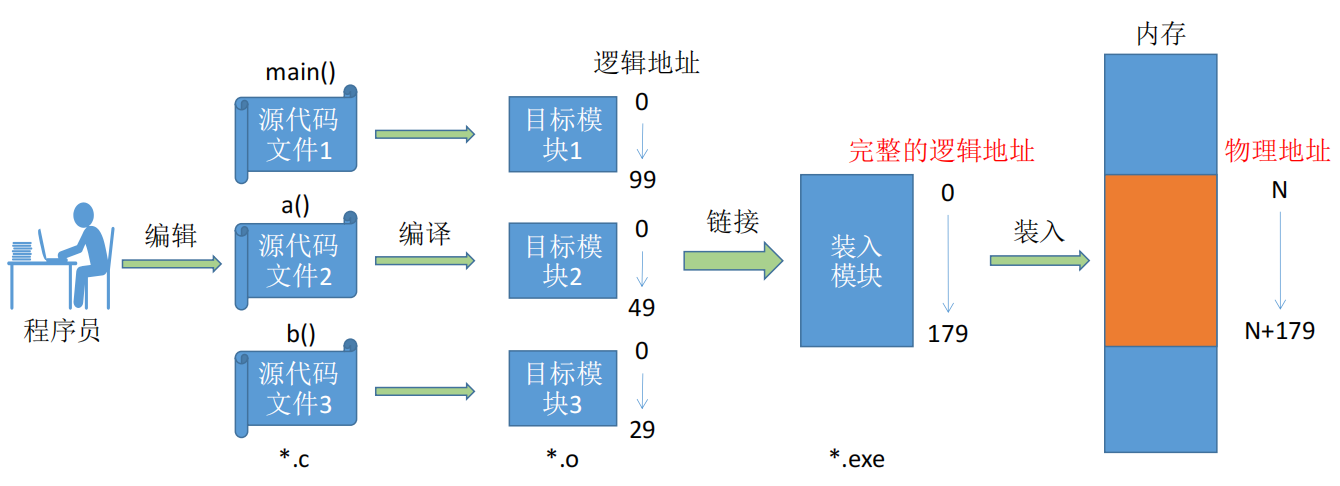 内存
逻辑地址
main()
源代码
文件1
目标模
块1
0
99
完整的逻辑地址
物理地址
a()
源代码
文件2
编辑
编译
目标模
块2
0
49
链接
装入
模块
0
179
装入
N
N+179
程序员
b()
源代码
文件3
目标模
块3
0
29
*.c
*.o
*.exe